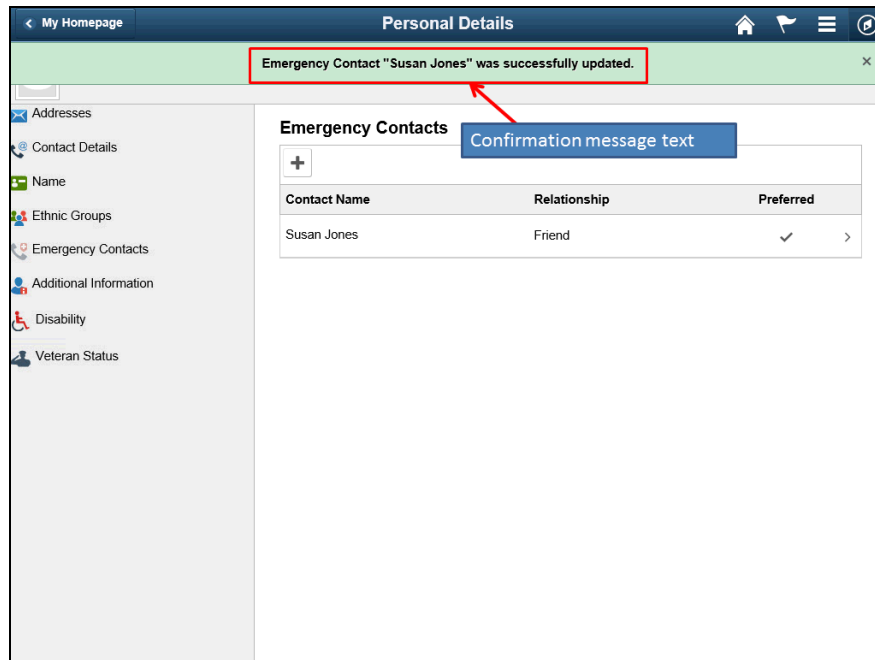 My Homepage
Personal Details
Emergency Contact "Susan Jones" was successfully updated.
×
Addresses
Contact Details
Name
Ethnic Groups
Emergency Contacts
Additional Information
Disability
Veteran Status
Emergency Contacts
Confirmation message text
+
Contact Name Relationship Preferred
Susan Jones Friend